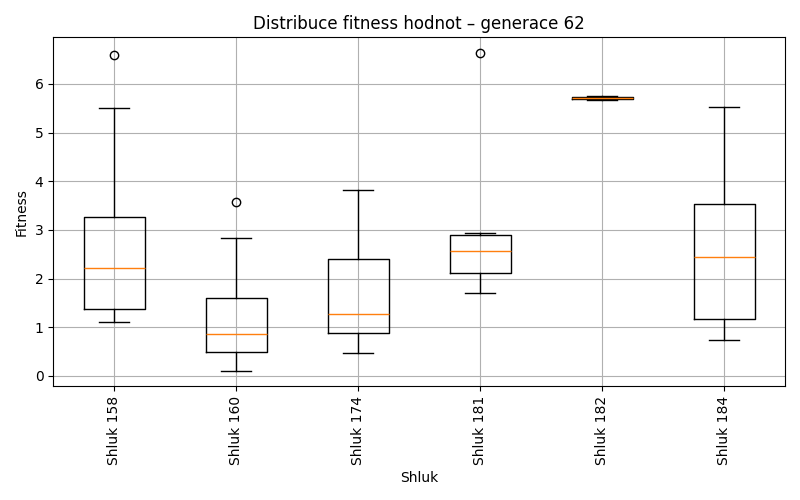 Distribuce fitness hodnot – generace 62
Fitness
6
5
4
3
2
1
0
Shluk 158
Shluk 160
Shluk 174
Shluk 181
Shluk 182
Shluk 184
Shluk